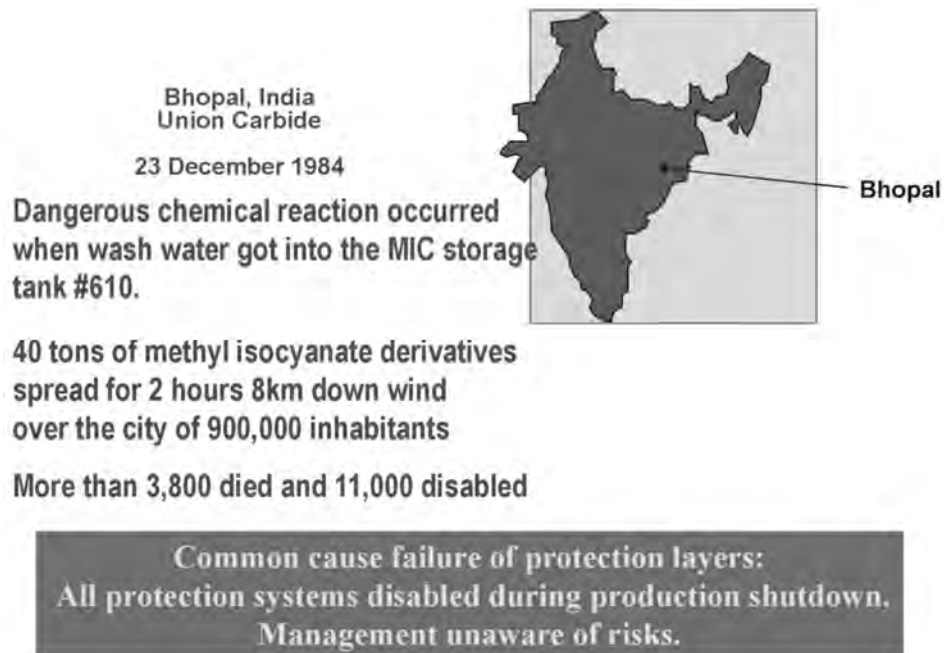 Bhopal, India
Union Carbide
23 December 1984
Bhopal
Dangerous chemical reaction occurred
when wash water got into the MIC storage
tank #610.
40 tons of methyl isocyanate derivatives
spread for 2 hours 8km down wind
over the city of 900,000 inhabitants
More than 3,800 died and 11,000 disabled
Common cause failure of protection layers:
All protection systems disabled during production shutdown.
Management unaware of risks.